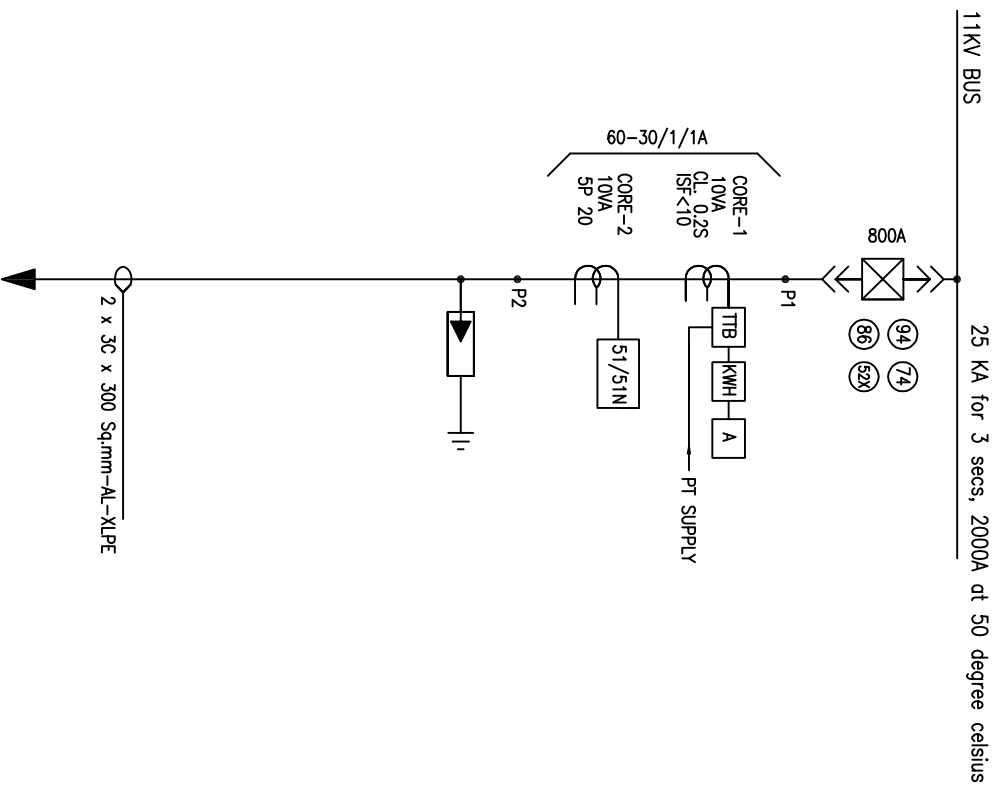 11KV BUS
25 KA for 3 secs, 2000A at 50 degree celsius
800A
94
74
86
52X
P1
60-30/1/1A
CORE-1
10VA
CL. 0.2S
ISF<10
TTB
KWH
A
PT SUPPLY
CORE-2
10VA
5P 20
51/51N
P2
2 x 3C x 300 Sq.mm-AL-XLPE